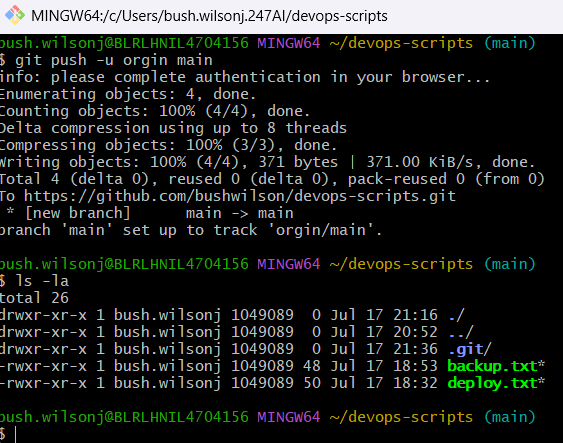 MINGW64:/c/Users/bush.wilsonj.247AI/devops-scripts
bush.wilsonj@BLRLHNIL4704156 MINGW64 ~/devops-scripts (main)
$ git push -u orgin main
info: please complete authentication in your browser...
Enumerating objects: 4, done.
Counting objects: 100% (4/4), done.
Delta compression using up to 8 threads
Compressing objects: 100% (3/3), done.
Writing objects: 100% (4/4), 371 bytes | 371.00 KiB/s, done.
Total 4 (delta 0), reused 0 (delta 0), pack-reused 0 (from 0)
To https://github.com/bushwilson/devops-scripts.git
 * [new branch]      main -> main
branch 'main' set up to track 'orgin/main'.
bush.wilsonj@BLRLHNIL4704156 MINGW64 ~/devops-scripts (main)
$ ls -la
total 26
drwxr-xr-x 1 bush.wilsonj 1049089  0 Jul 17 21:16 ./
drwxr-xr-x 1 bush.wilsonj 1049089  0 Jul 17 20:52 ../
drwxr-xr-x 1 bush.wilsonj 1049089  0 Jul 17 21:36 .git/
-rwxr-xr-x 1 bush.wilsonj 1049089 48 Jul 17 18:53 backup.txt*
-rwxr-xr-x 1 bush.wilsonj 1049089 50 Jul 17 18:32 deploy.txt*
bush.wilsonj@BLRLHNIL4704156 MINGW64 ~/devops-scripts (main)
$